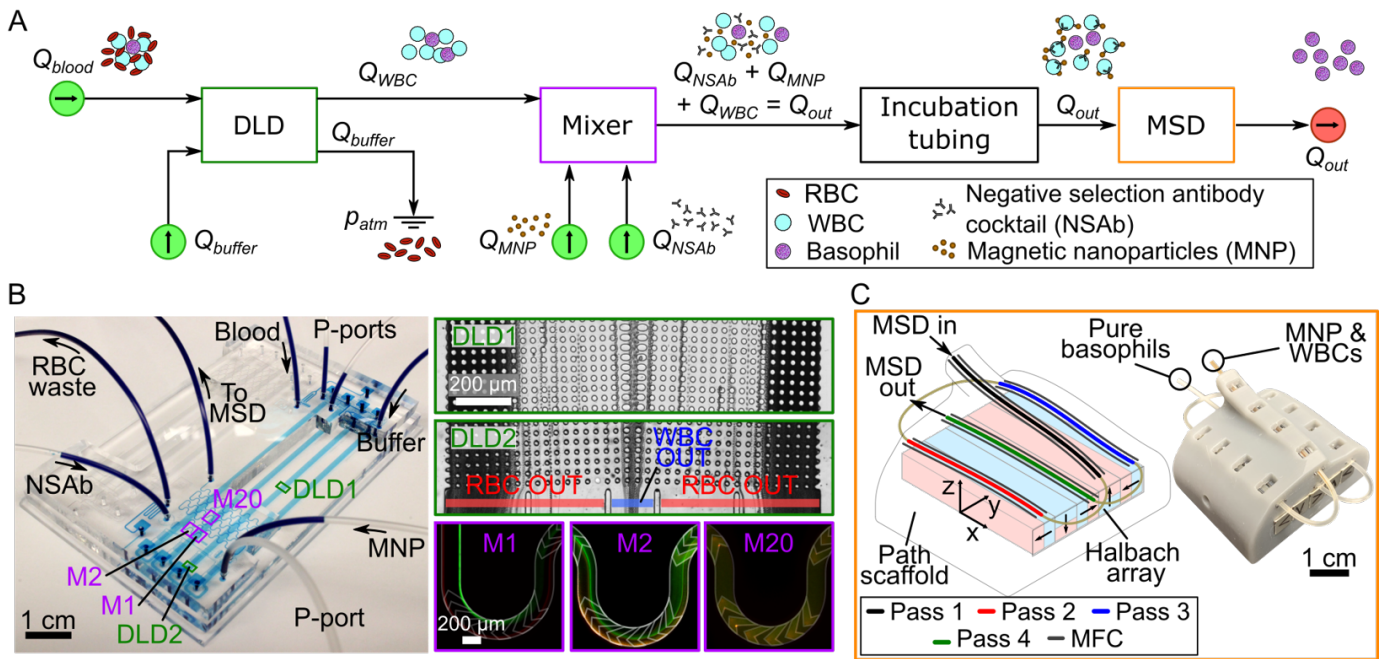 A
Q_blood
Q_WBC
Q_NSAb + Q_MNP
+ Q_WBC = Q_out
DLD
Mixer
Incubation
tubing
Q_out
MSD
Q_buffer
Q_out
p_atm
Q_buffer
Q_MNP
Q_NSAb
RBC
WBC
Basophil
Negative selection antibody
cocktail (NSAb)
Magnetic nanoparticles (MNP)
B
Blood
P-ports
RBC
waste
To
MSD
Buffer
NSAb
M20
DLD1
MNP
M2
M1
DLD2
P-port
1 cm
DLD1
200 µm
DLD2
WBC
OUT
RBC OUT
RBC OUT
M1
M2
M20
200 µm
C
MSD in
MSD
out
Pure
basophils
MNP &
WBCs
z
y
x
Path
scaffold
Halbach
array
1 cm
Pass 1
Pass 2
Pass 3
Pass 4
MFC